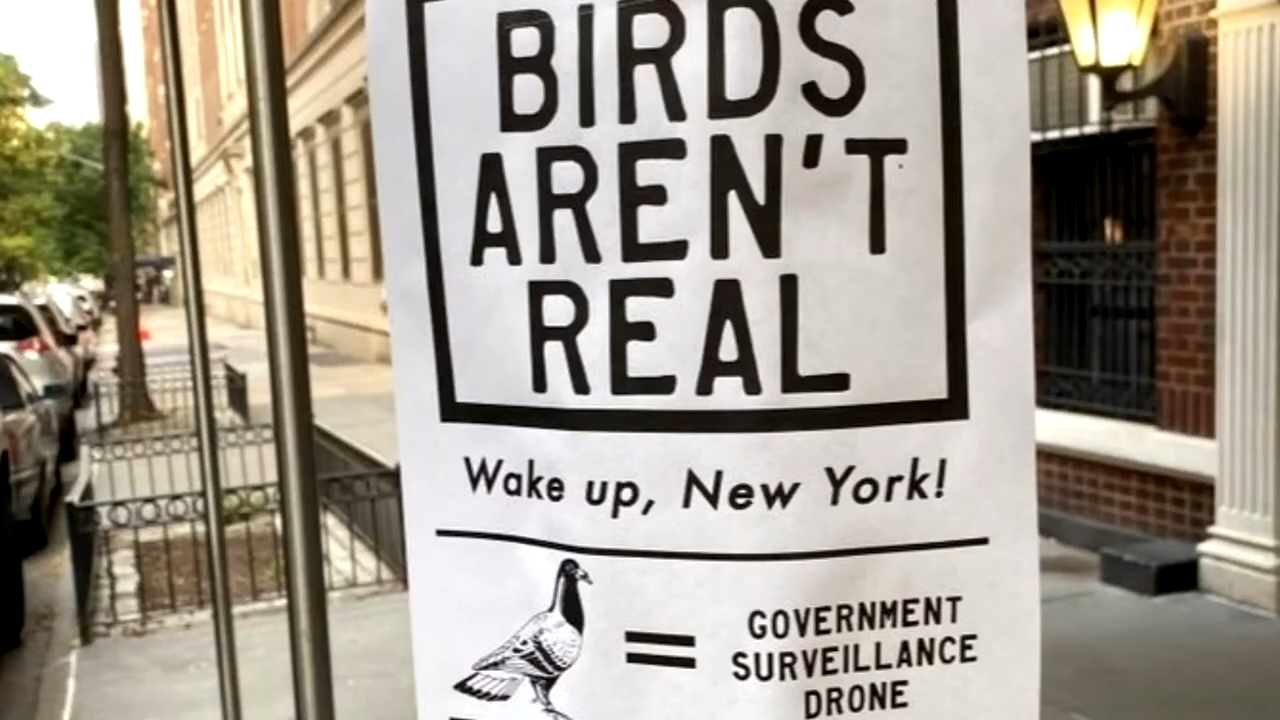 BIRDS
AREN'T
REAL
Wake up, New York!
=
GOVERNMENT
SURVEILLANCE
DRONE